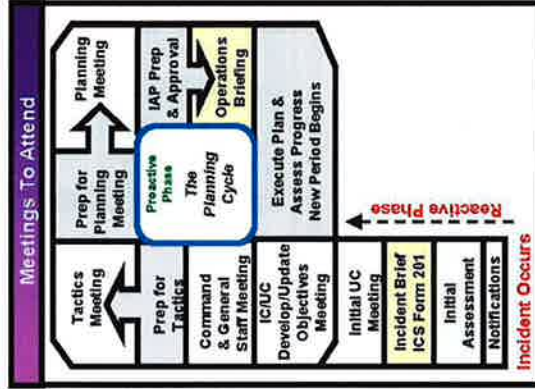 Meetings To Attend
Tactics
Meeting
Prep for
Planning
Meeting
Planning
Meeting
Prep for
Tactics
Proactive
Phase
The
Planning
Cycle
IAP Prep
& Approval
Command
& General
Staff Meeting
Operations
Briefing
IC/UC
Develop/Update
Objectives
Meeting
Execute Plan &
Assess Progress
New Period Begins
Initial UC
Meeting
Incident Brief
ICS Form 201
Initial
Assessment
Notifications
Reactive Phase
Incident Occurs